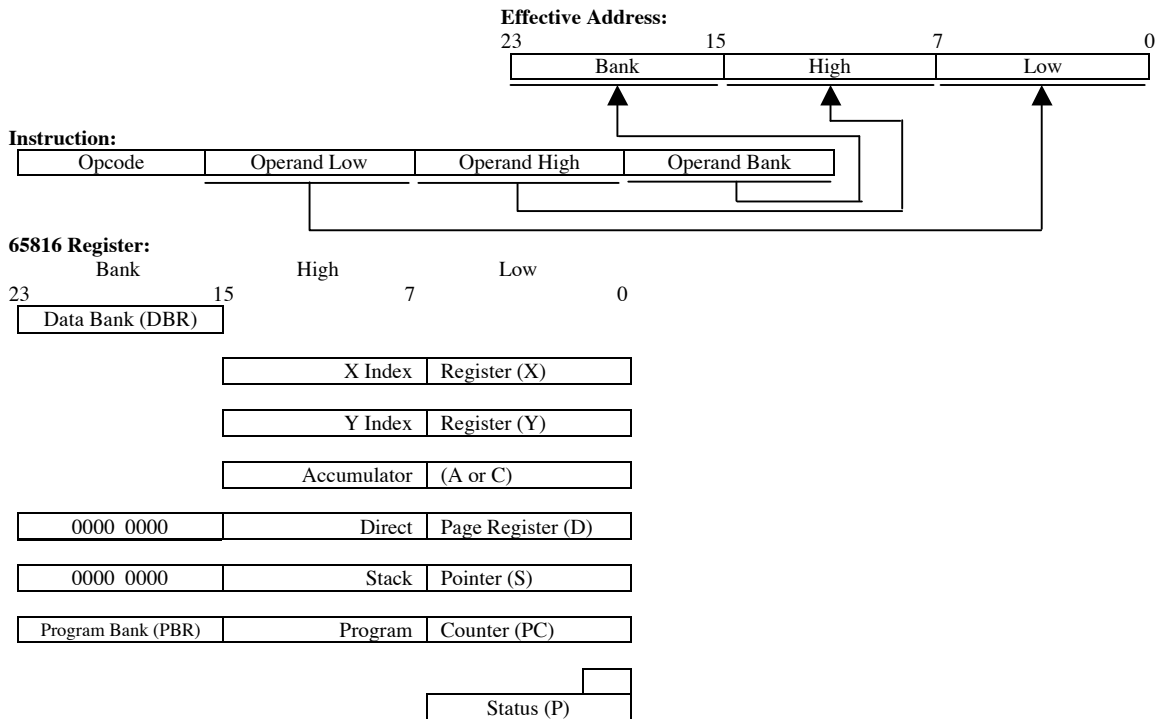 Effective Address:
23 15 7 0
Bank High Low
Instruction:
Opcode Operand Low Operand High Operand Bank
65816 Register:
Bank High Low
23 15 7 0
Data Bank (DBR)
X Index Register (X)
Y Index Register (Y)
Accumulator (A or C)
0000 0000 Direct Page Register (D)
0000 0000 Stack Pointer (S)
Program Bank (PBR) Program Counter (PC)
Status (P)